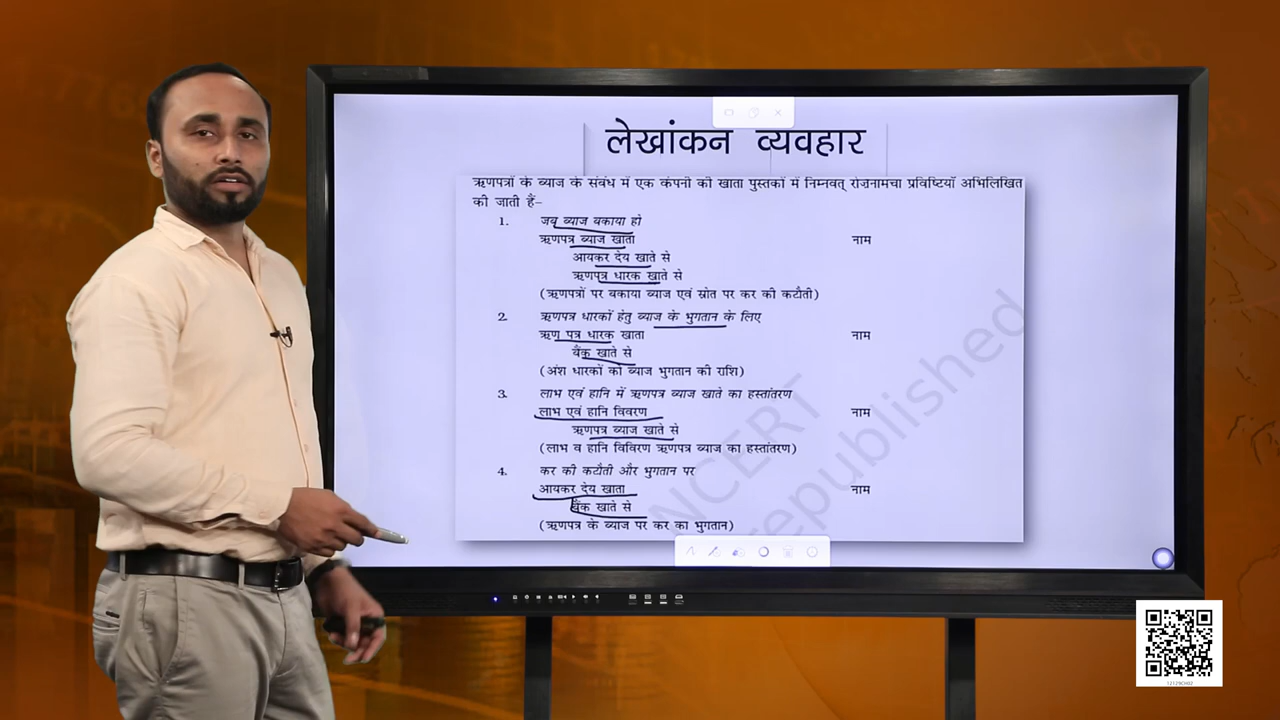 लेखांकन व्यवहार
ऋणपत्रों के ब्याज के संबंध में एक कंपनी की खाता पुस्तकों में निम्नवत् रोज़नामचा प्रविष्टियाँ अभिलिखित
की जाती हैं-
1. जब ब्याज बकाया हो
ऋणपत्र ब्याज खाता नाम
आयकर देय खाते से
ऋणपत्र धारक खाते से
(ऋणपत्रों पर बकाया ब्याज एवं स्रोत पर कर की कटौती)
2. ऋणपत्र धारकों हेतु ब्याज के भुगतान के लिए
ऋण पत्र धारक खाता नाम
बैंक खाते से
(अंश धारकों को ब्याज भुगतान की राशि)
3. लाभ एवं हानि में ऋणपत्र ब्याज खाते का हस्तांतरण
लाभ एवं हानि विवरण नाम
ऋणपत्र ब्याज खाते से
(लाभ व हानि विविरण ऋणपत्र ब्याज का हस्तांतरण)
4. कर की कटौती और भुगतान पर
आयकर देय खाता नाम
बैंक खाते से
(ऋणपत्र के ब्याज पर कर का भुगतान)
NCERT
republished
12129CH02